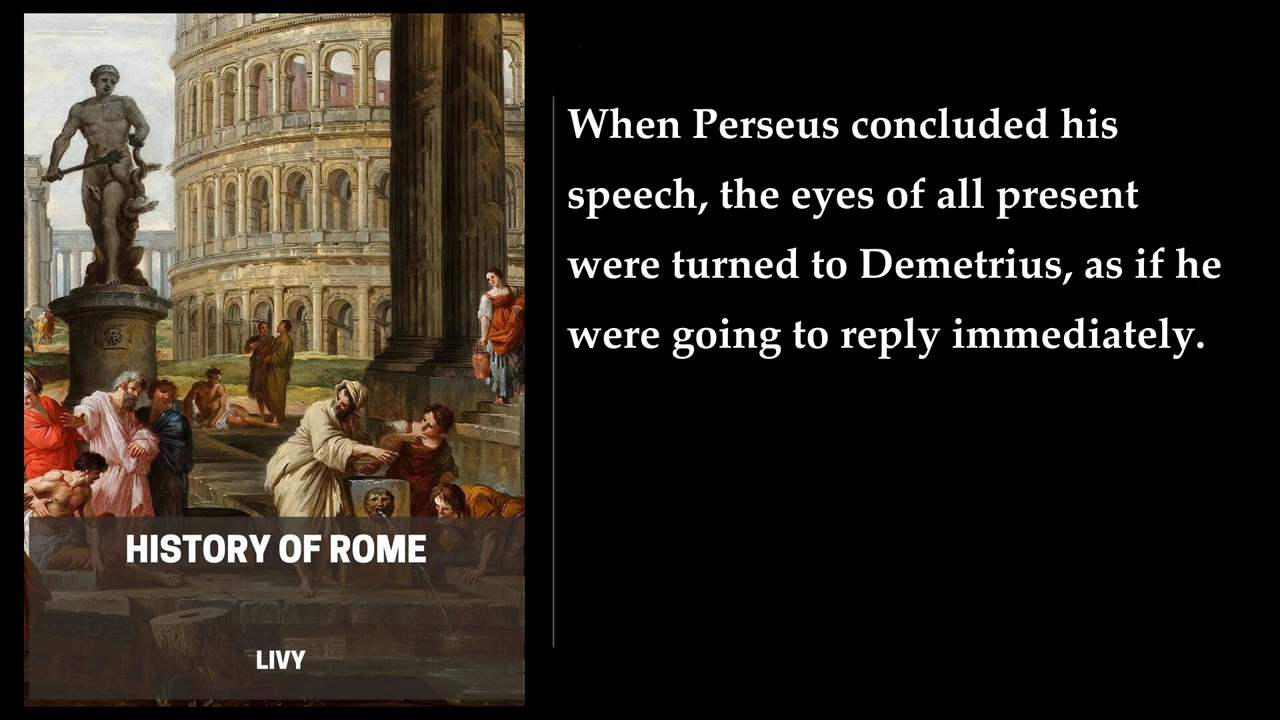 HISTORY OF ROME
LIVY
When Perseus concluded his
speech, the eyes of all present
were turned to Demetrius, as if he
were going to reply immediately.